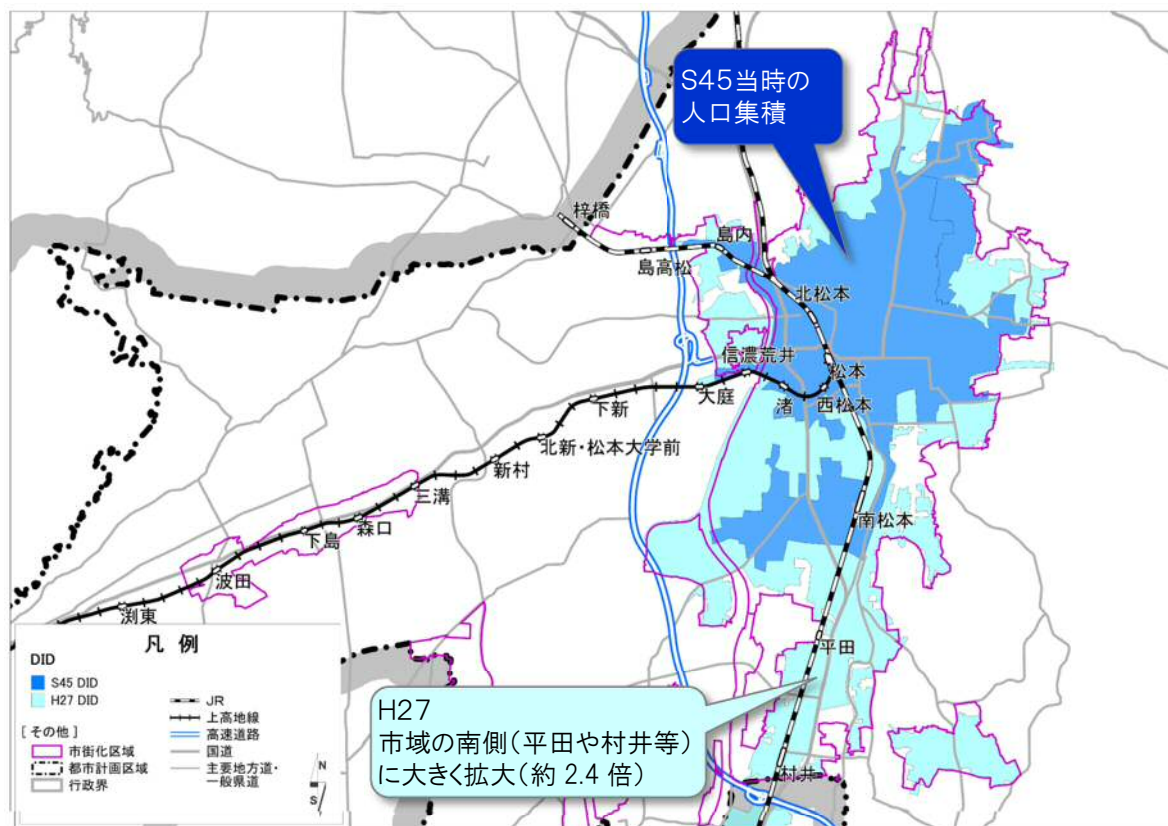 S45当時の
人口集積
梓橋
島内
島高松
北松本
信濃荒井
松本
大庭
渚
西松本
下新
北新・松本大学前
新村
三溝
南松本
森口
下島
波田
渕東
平田
村井
H27
市域の南側(平田や村井等)
に大きく拡大(約 2.4 倍)
凡 例
DID
S45 DID
H27 DID
[ その他 ]
市街化区域
都市計画区域
行政界
JR
上高地線
高速道路
国道
主要地方道・
一般県道
N
S